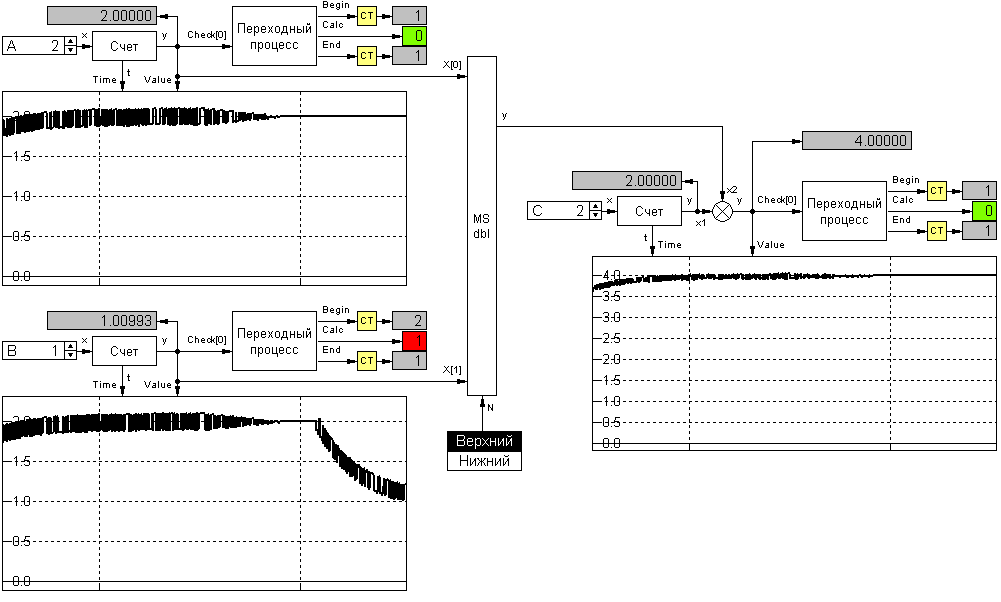 2.00000
A 2
x
Счет
y
t
Time
Value
Check[0]
Переходный процесс
Begin
Calc
End
CT
1
0
CT
1
X[0]
2.0
1.5
1.0
0.5
0.0
1.00993
B 1
x
Счет
y
t
Time
Value
Check[0]
Переходный процесс
Begin
Calc
End
CT
2
1
CT
1
X[1]
2.0
1.5
1.0
0.5
0.0
MS
dbl
y
N
Верхний
Нижний
2.00000
C 2
x
Счет
y
t
Time
x1
x2
y
Value
4.00000
Check[0]
Переходный процесс
Begin
Calc
End
CT
1
0
CT
1
4.0
3.5
3.0
2.5
2.0
1.5
1.0
0.5
0.0